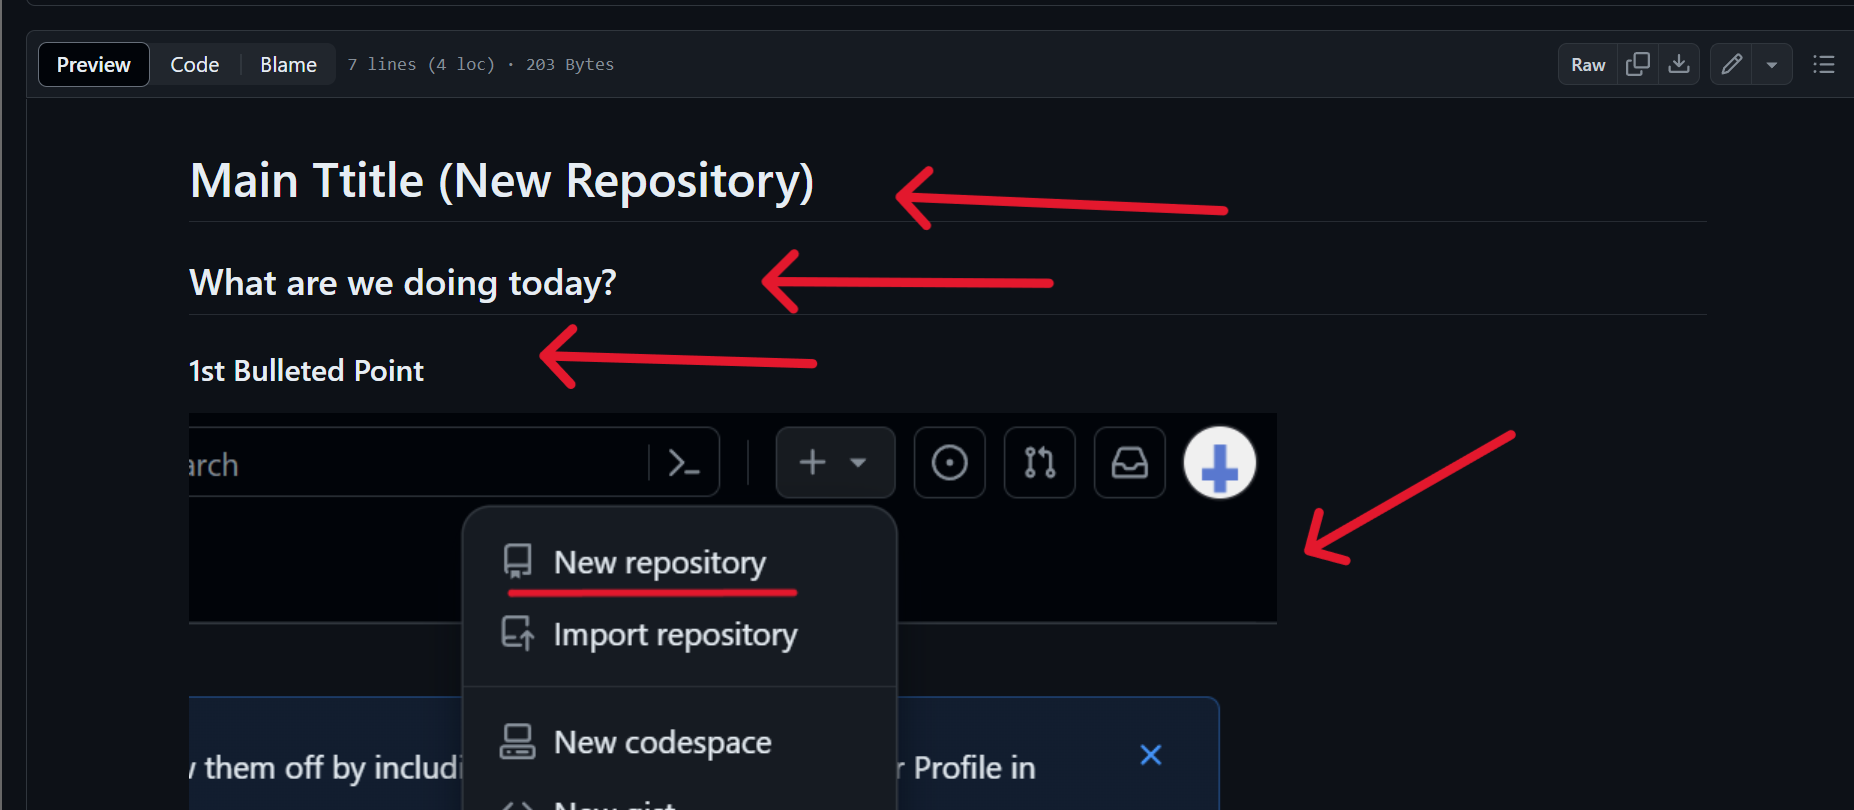 Preview Code Blame 7 lines (4 loc) · 203 Bytes Raw
Main Ttitle (New Repository)
What are we doing today?
1st Bulleted Point
arch
New repository
Import repository
New codespace
them off by includi r Profile in
New gist